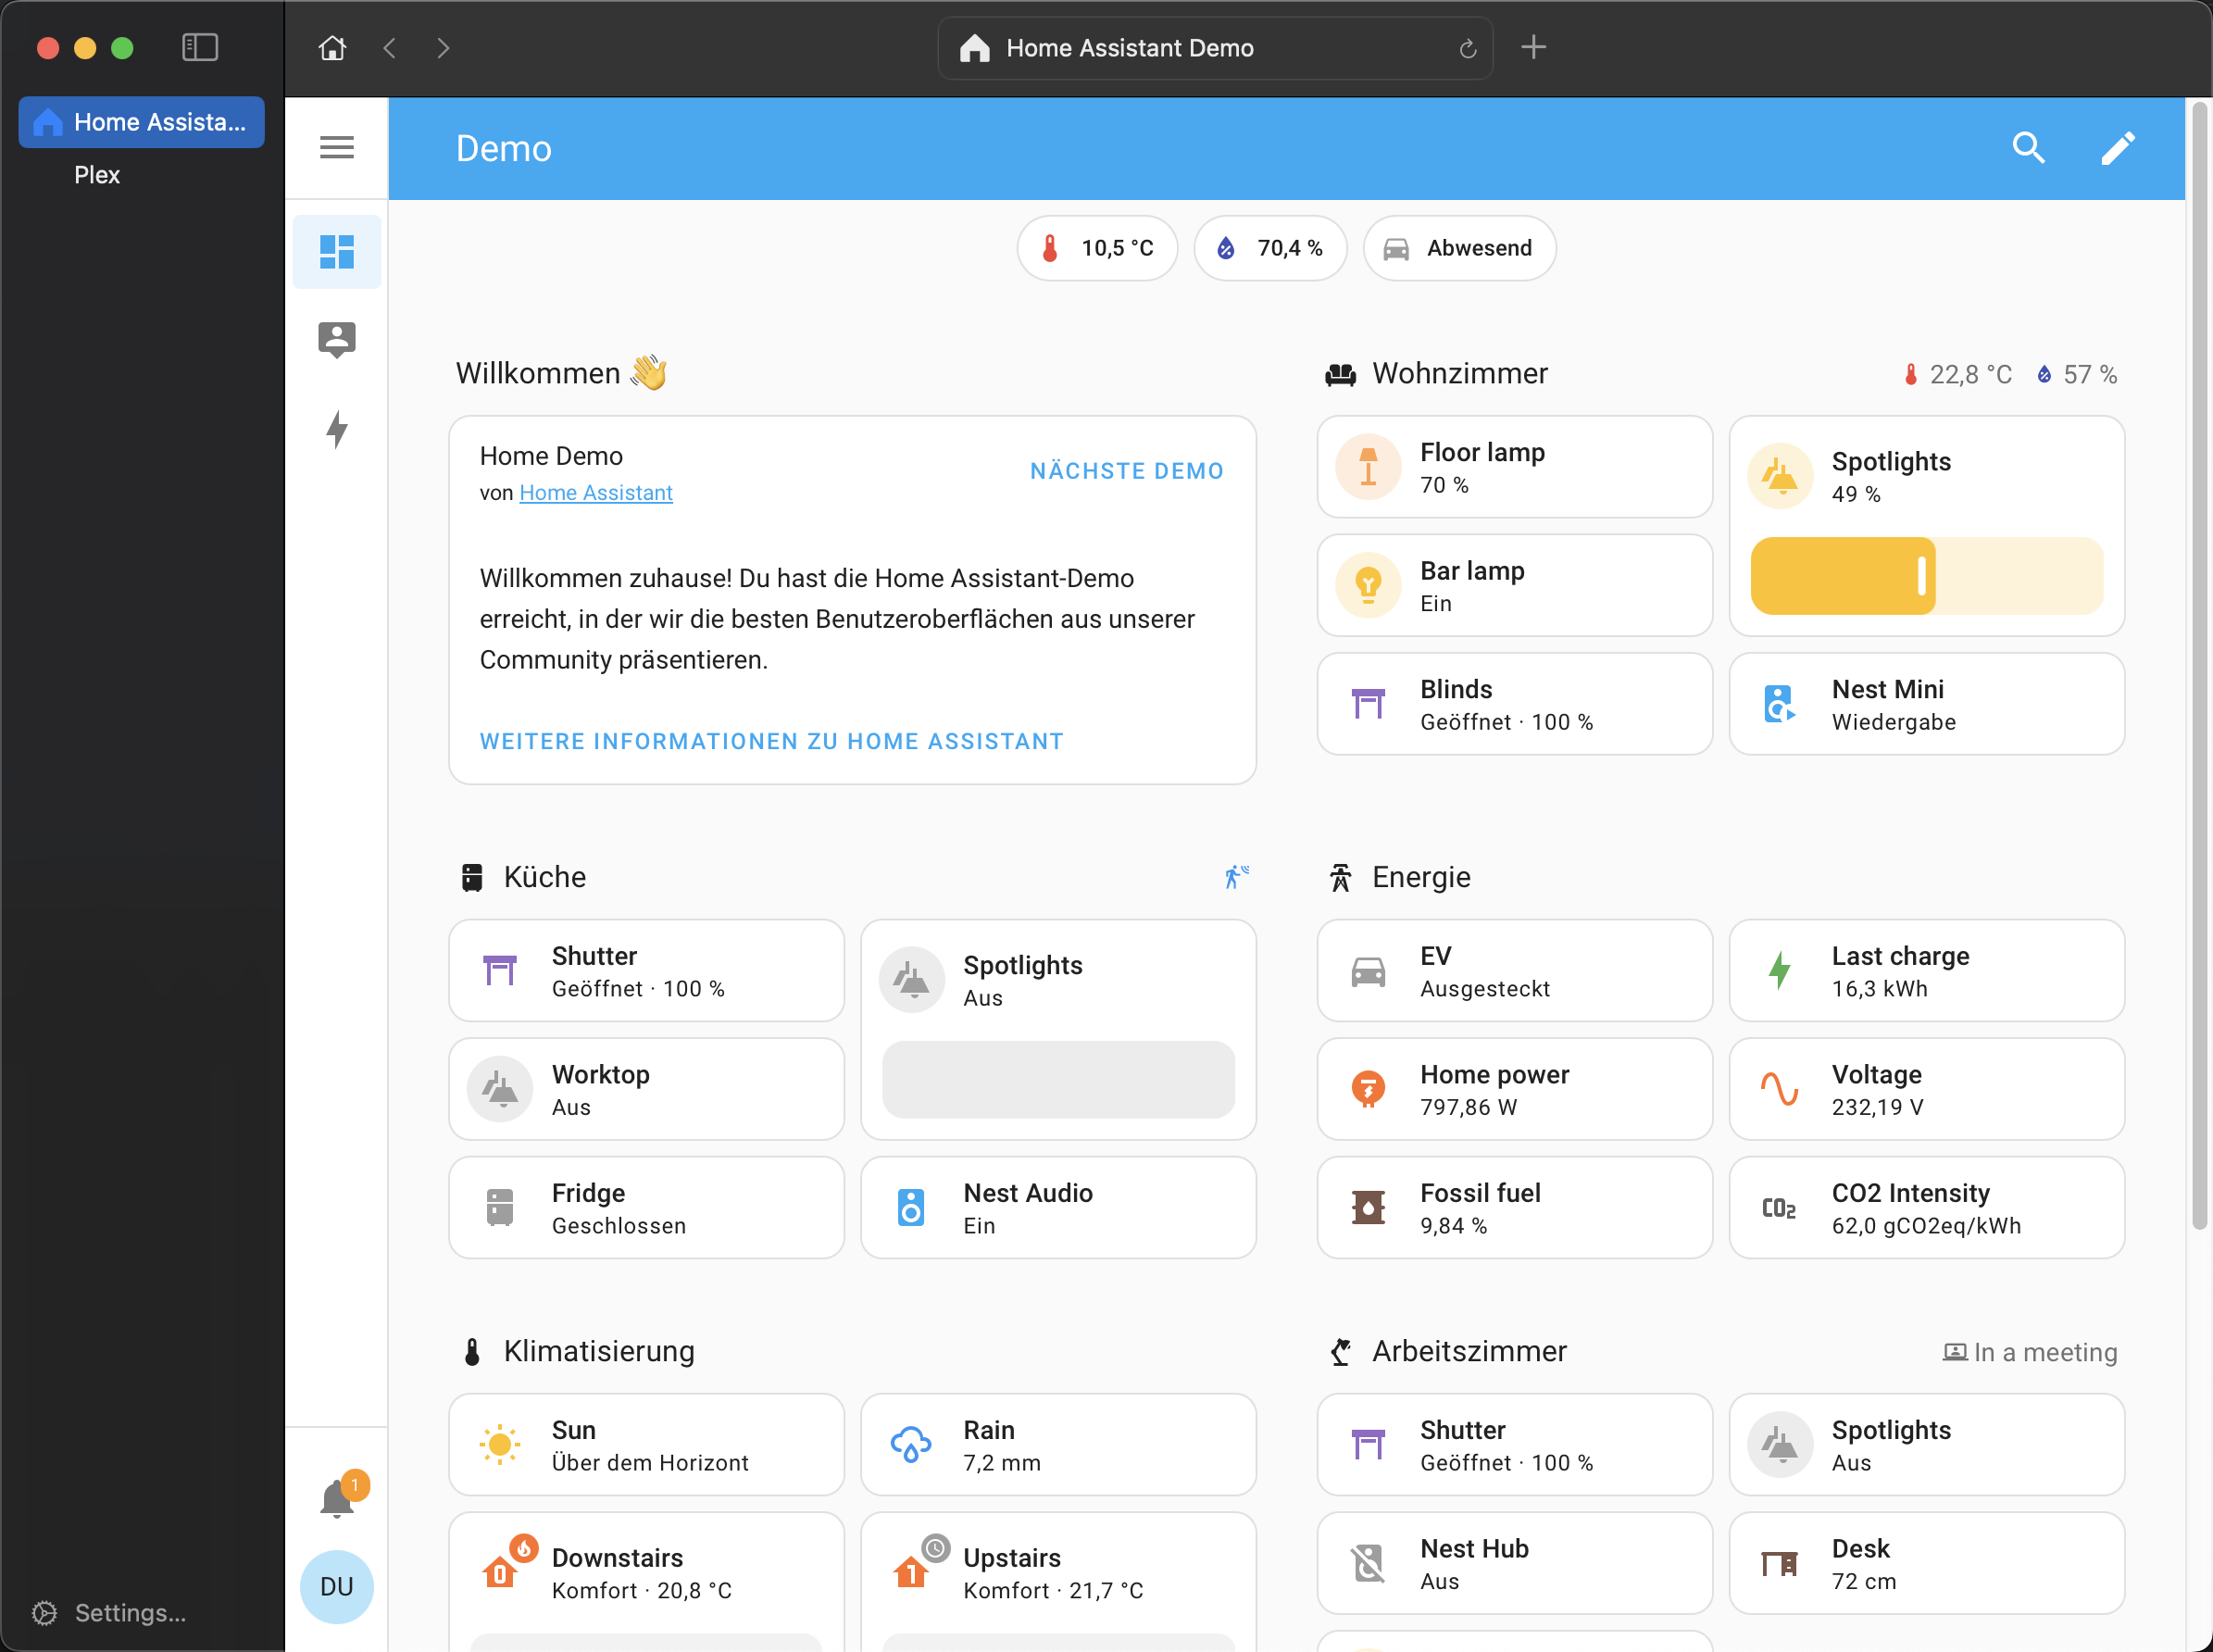 Home Assistant Demo
Home Assista...
Plex
Settings...
Demo
10,5 °C
70,4 %
Abwesend
Willkommen 👋
Home Demo
von Home Assistant
NÄCHSTE DEMO
Willkommen zuhause! Du hast die Home Assistant-Demo
erreicht, in der wir die besten Benutzeroberflächen aus unserer
Community präsentieren.
WEITERE INFORMATIONEN ZU HOME ASSISTANT
Wohnzimmer
22,8 °C
57 %
Floor lamp
70 %
Spotlights
49 %
Bar lamp
Ein
Blinds
Geöffnet · 100 %
Nest Mini
Wiedergabe
Küche
Shutter
Geöffnet · 100 %
Spotlights
Aus
Worktop
Aus
Fridge
Geschlossen
Nest Audio
Ein
Energie
EV
Ausgesteckt
Last charge
16,3 kWh
Home power
797,86 W
Voltage
232,19 V
Fossil fuel
9,84 %
CO2
CO2 Intensity
62,0 gCO2eq/kWh
Klimatisierung
Sun
Über dem Horizont
Rain
7,2 mm
0
Downstairs
Komfort · 20,8 °C
1
Upstairs
Komfort · 21,7 °C
Arbeitszimmer
In a meeting
Shutter
Geöffnet · 100 %
Spotlights
Aus
Nest Hub
Aus
Desk
72 cm
1
DU